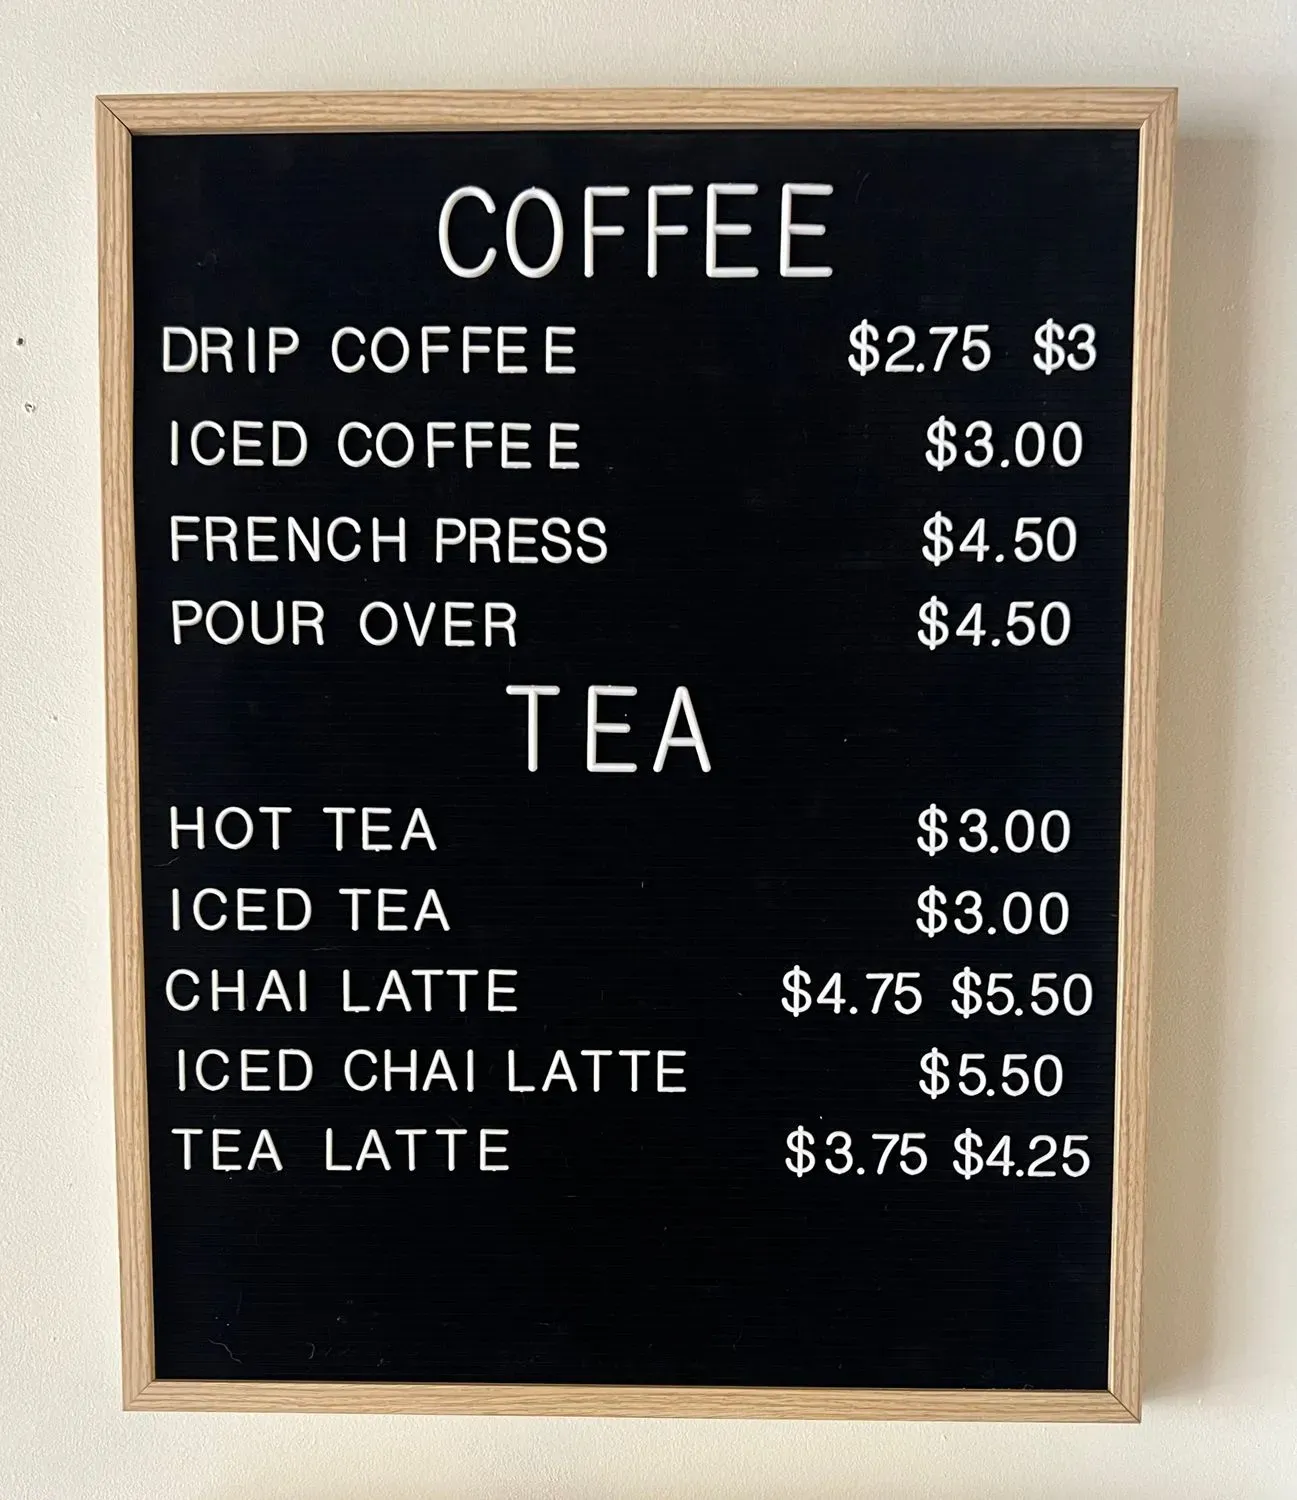 COFFEE
DRIP COFFEE $2.75 $3
ICED COFFEE $3.00
FRENCH PRESS $4.50
POUR OVER $4.50
TEA
HOT TEA $3.00
ICED TEA $3.00
CHAI LATTE $4.75 $5.50
ICED CHAI LATTE $5.50
TEA LATTE $3.75 $4.25